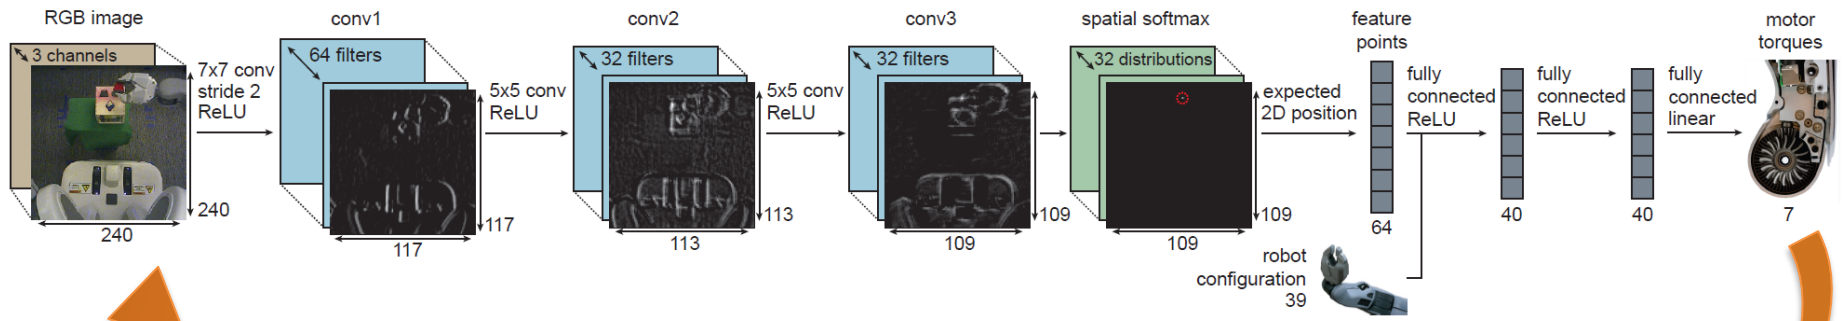 RGB image
3 channels
240
240
7x7 conv
stride 2
ReLU
conv1
64 filters
117
117
5x5 conv
ReLU
conv2
32 filters
113
113
5x5 conv
ReLU
conv3
32 filters
109
109
spatial softmax
32 distributions
109
109
expected
2D position
feature
points
64
robot
configuration
39
fully
connected
ReLU
40
fully
connected
ReLU
40
fully
connected
linear
motor
torques
7